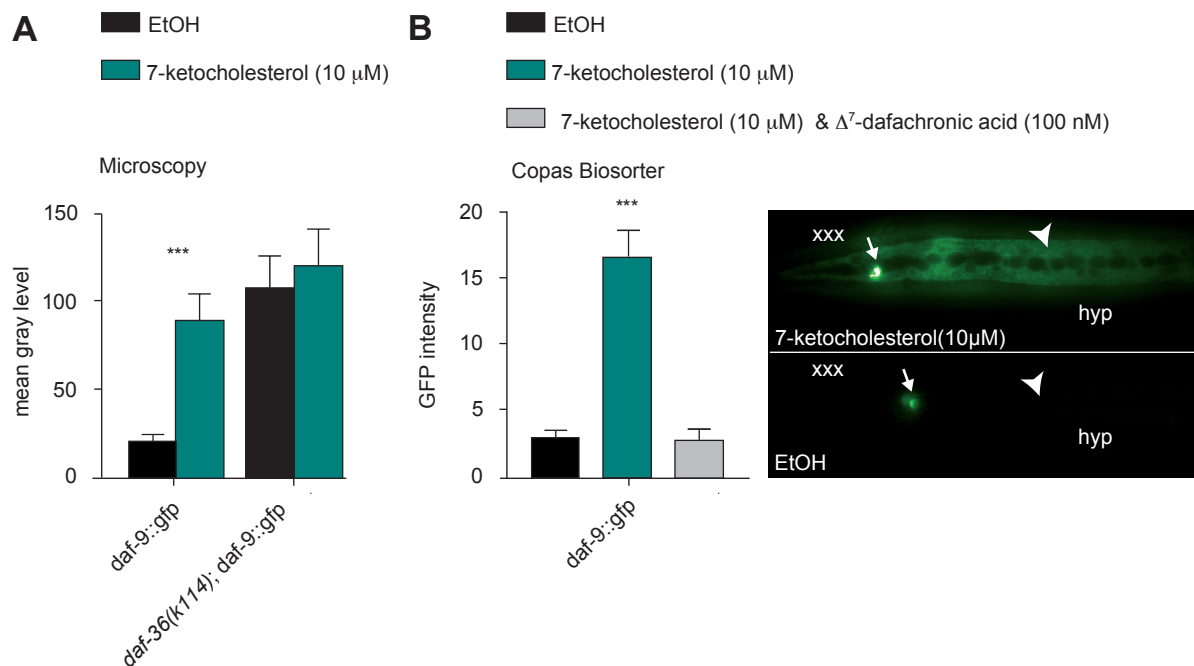 A
EtOH
7-ketocholesterol (10 μM)
Microscopy
mean gray level
150
100
50
0
***
daf-9::gfp
daf-36(k114); daf-9::gfp
B
EtOH
7-ketocholesterol (10 μM)
7-ketocholesterol (10 μM) & Δ⁷-dafachronic acid (100 nM)
Copas Biosorter
GFP intensity
20
15
10
5
0
***
daf-9::gfp
xxx
hyp
7-ketocholesterol(10μM)
xxx
hyp
EtOH